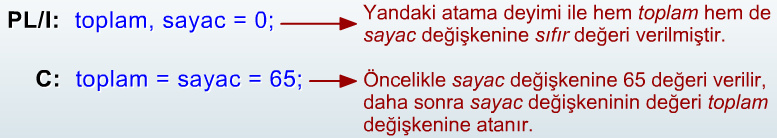 PL/I: toplam, sayac = 0;
Yandaki atama deyimi ile hem toplam hem de
sayac değişkenine sıfır değeri verilmiştir.
C: toplam = sayac = 65;
Öncelikle sayac değişkenine 65 değeri verilir,
daha sonra sayac değişkeninin değeri toplam
değişkenine atanır.